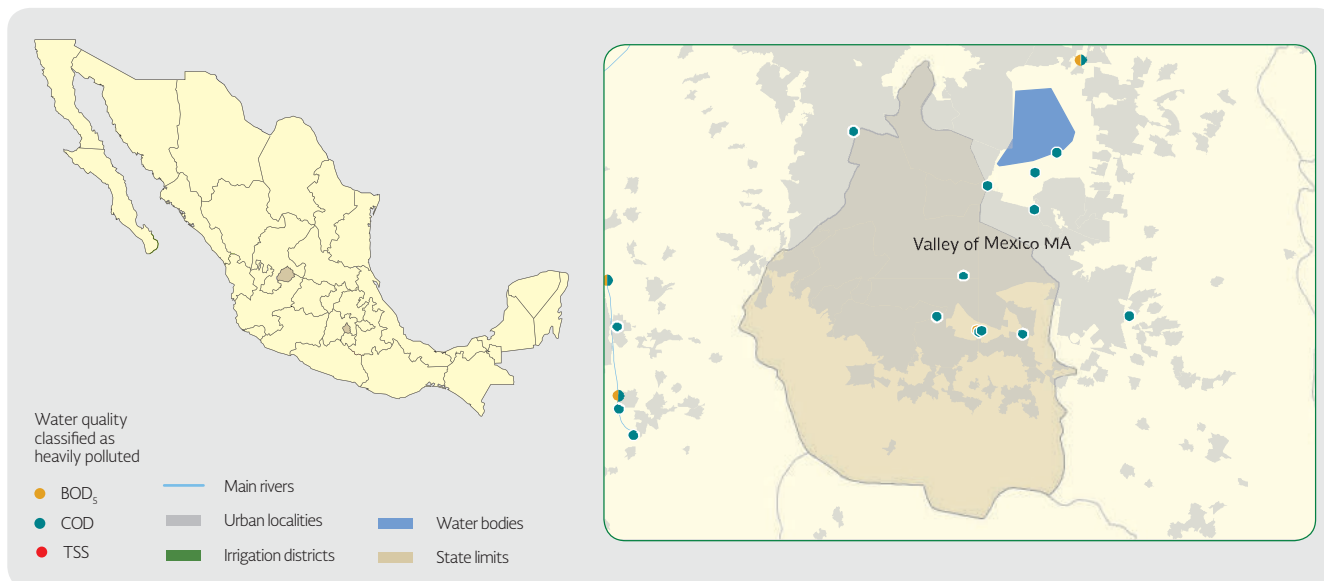 Valley of Mexico MA
Water quality
classified as
heavily polluted
BOD₅
COD
TSS
Main rivers
Urban localities
Irrigation districts
Water bodies
State limits